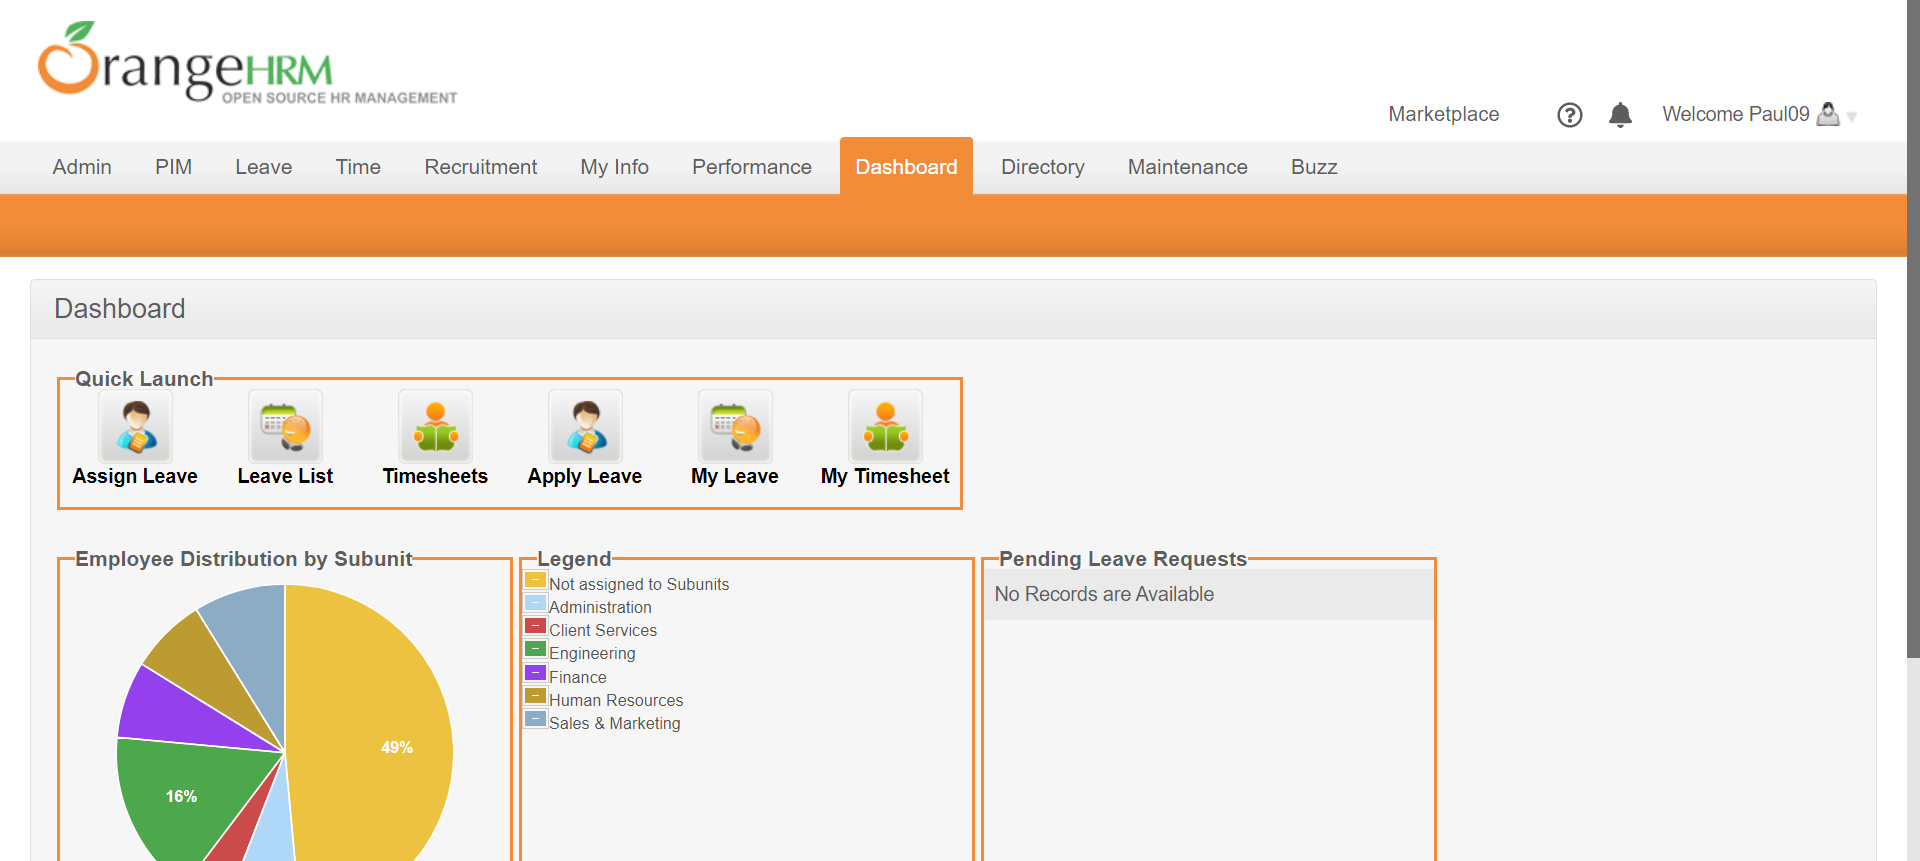 OrangeHRM
OPEN SOURCE HR MANAGEMENT
Marketplace
?
Welcome Paul09
Admin PIM Leave Time Recruitment My Info Performance Dashboard Directory Maintenance Buzz
Dashboard
Quick Launch
Assign Leave Leave List Timesheets Apply Leave My Leave My Timesheet
Employee Distribution by Subunit
49%
16%
Legend
Not assigned to Subunits
Administration
Client Services
Engineering
Finance
Human Resources
Sales & Marketing
Pending Leave Requests
No Records are Available